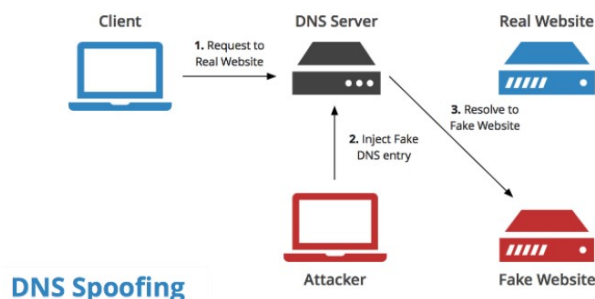 Client
DNS Server
Real Website
1. Request to
Real Website
3. Resolve to
Fake Website
2. Inject Fake
DNS entry
Attacker
Fake Website
DNS Spoofing